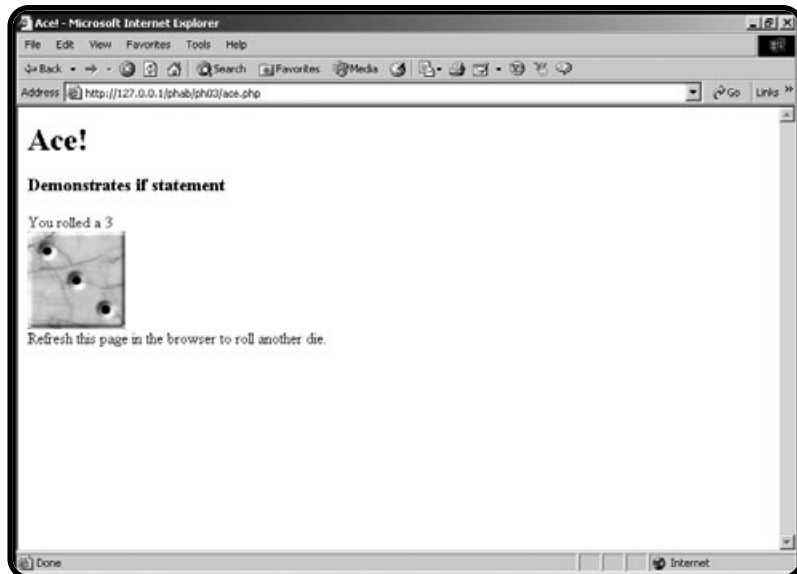 Ace! - Microsoft Internet Explorer
File Edit View Favorites Tools Help
Back Search Favorites Media
Address http://127.0.0.1/phab/ph03/ace.php Go Links »
Ace!
Demonstrates if statement
You rolled a 3
Refresh this page in the browser to roll another die.
Done Internet